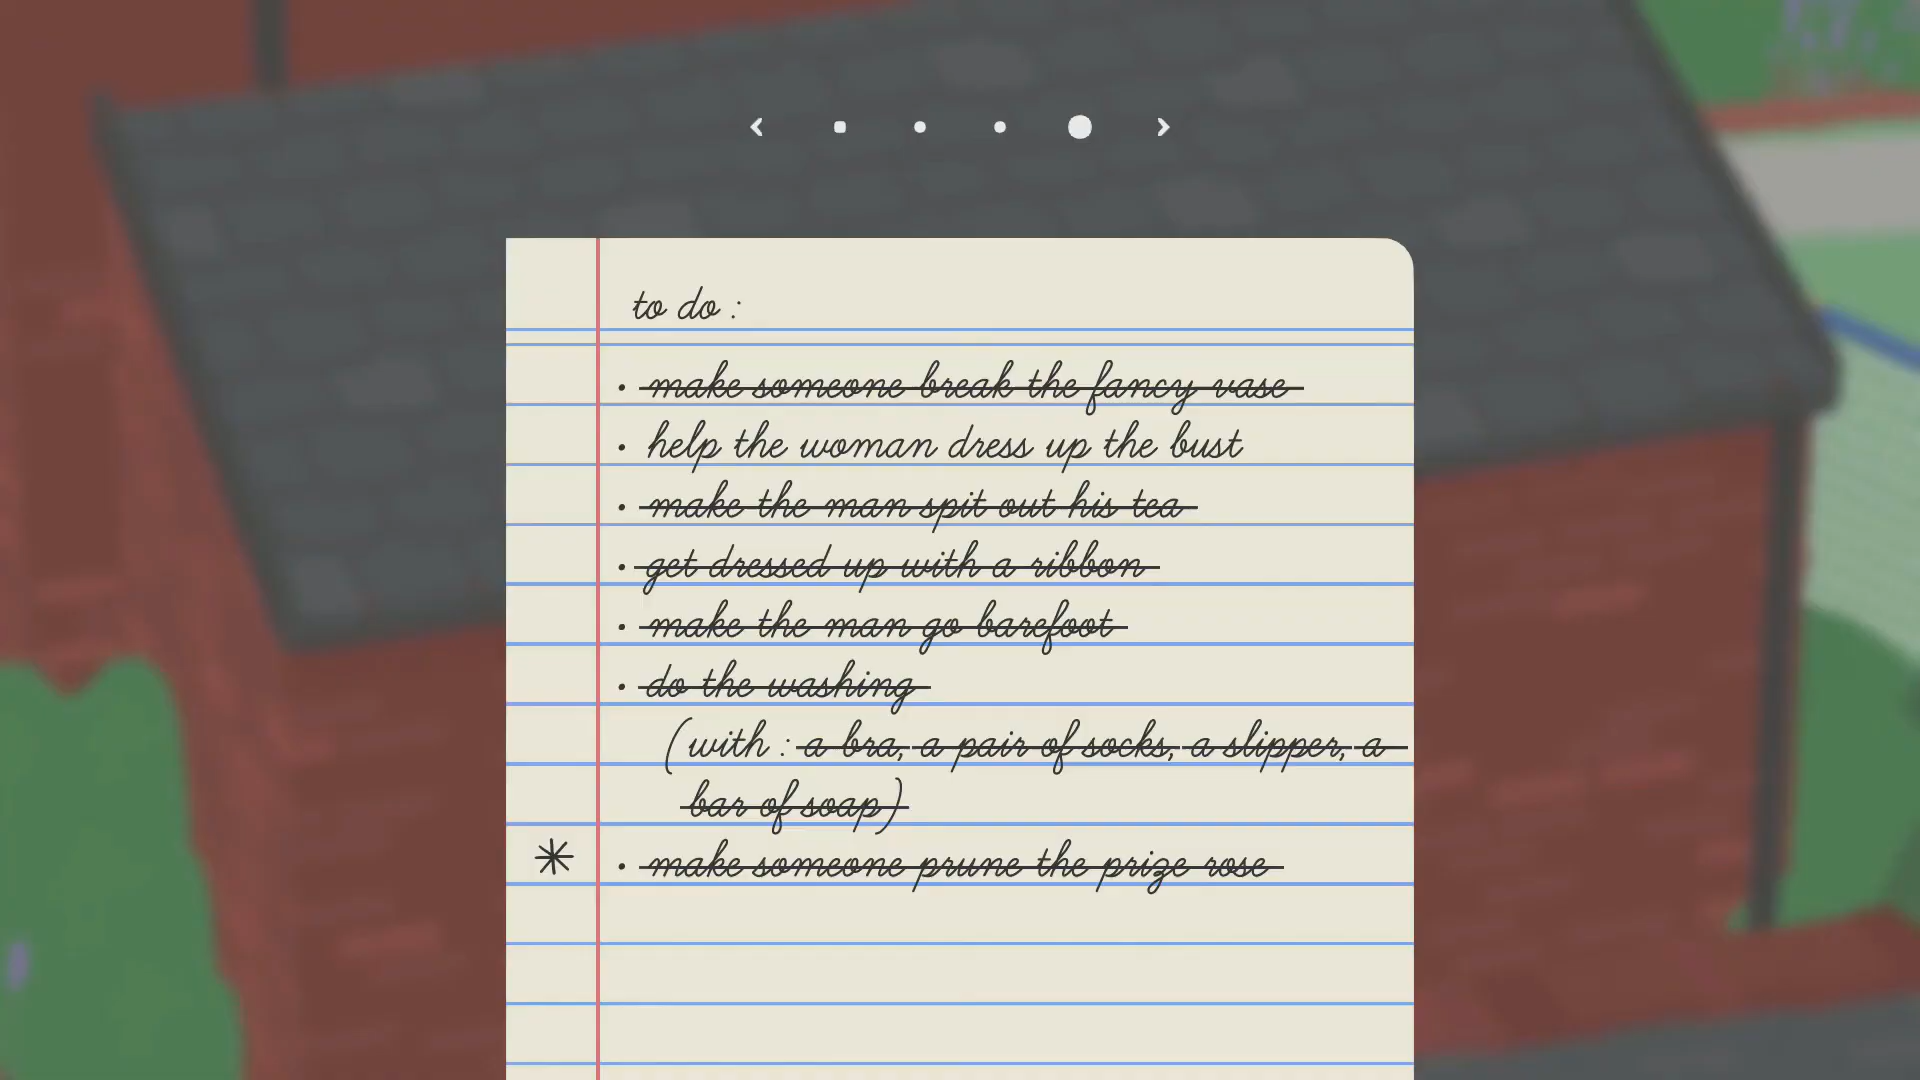 to do :
• make someone break the fancy vase
• help the woman dress up the bust
• make the man spit out his tea
• get dressed up with a ribbon
• make the man go barefoot
• do the washing
(with : a bra, a pair of socks, a slipper, a
bar of soap)
• make someone prune the prize rose